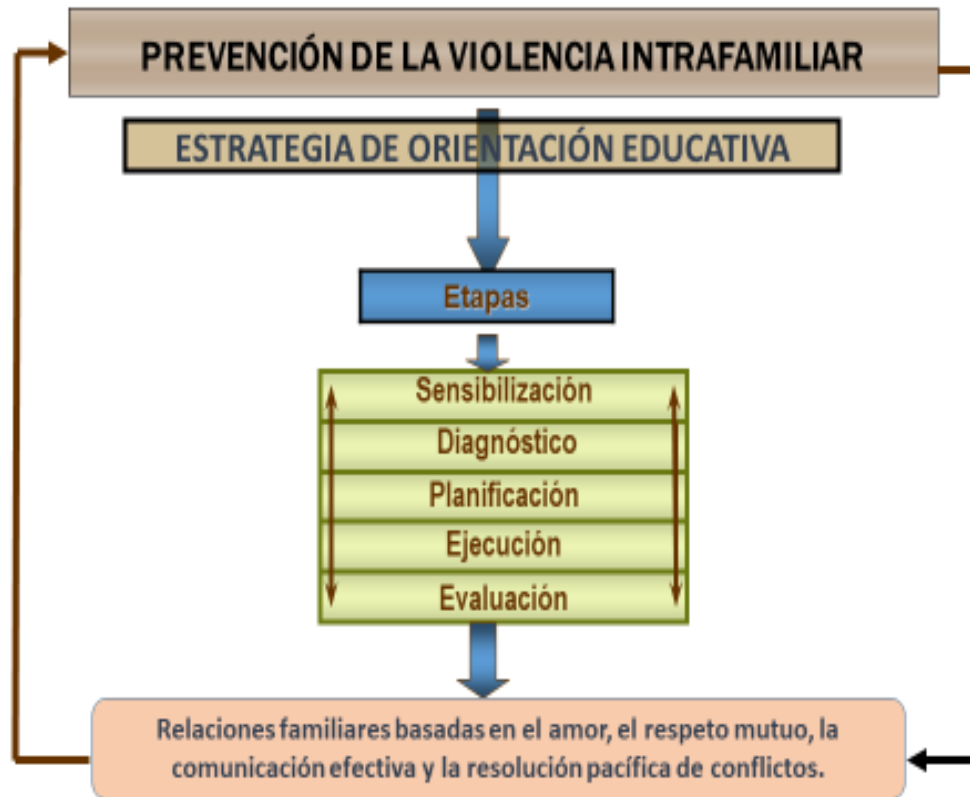 PREVENCIÓN DE LA VIOLENCIA INTRAFAMILIAR
ESTRATEGIA DE ORIENTACIÓN EDUCATIVA
Etapas
Sensibilización
Diagnóstico
Planificación
Ejecución
Evaluación
Relaciones familiares basadas en el amor, el respeto mutuo, la
comunicación efectiva y la resolución pacífica de conflictos.